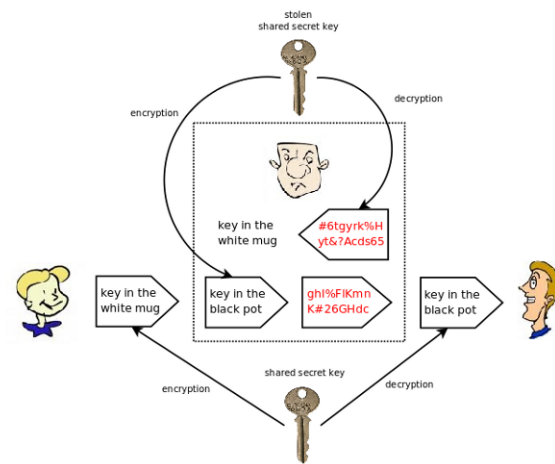 stolen
shared secret key
encryption
decryption
key in the
white mug
#6tgyrk%H
yt&?Acds65
key in the
white mug
key in the
black pot
ghl%FlKmn
K#26GHdc
key in the
black pot
shared secret key
encryption
decryption